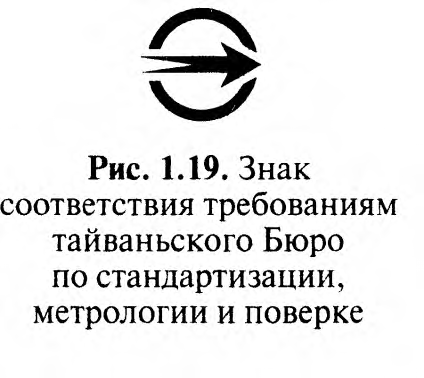 Рис. 1.19. Знак
соответствия требованиям
тайваньского Бюро
по стандартизации,
метрологии и поверке